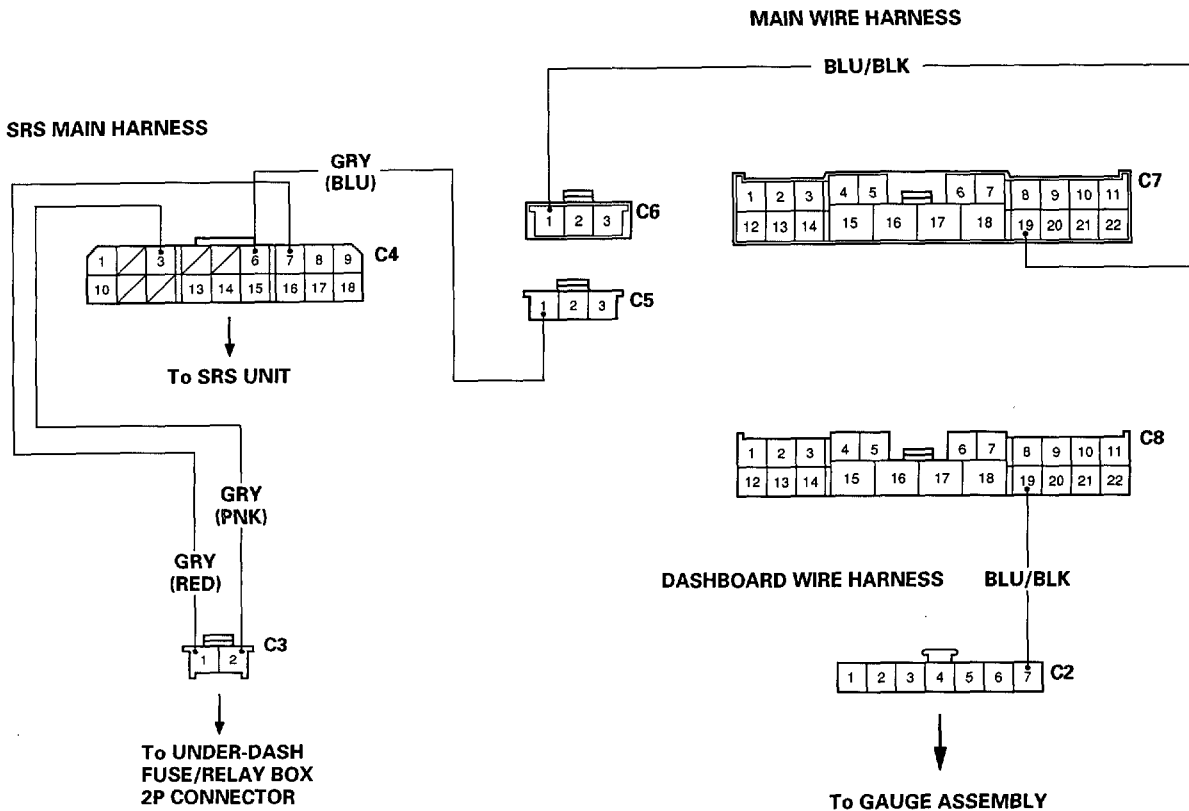 MAIN WIRE HARNESS
BLU/BLK
SRS MAIN HARNESS
GRY
(BLU)
C6
1 2 3
C7
1 2 3 4 5 6 7 8 9 10 11
12 13 14 15 16 17 18 19 20 21 22
C4
1 3 6 7 8 9
10 13 14 15 16 17 18
C5
1 2 3
To SRS UNIT
C8
1 2 3 4 5 6 7 8 9 10 11
12 13 14 15 16 17 18 19 20 21 22
GRY
(PNK)
GRY
(RED)
DASHBOARD WIRE HARNESS BLU/BLK
C3
1 2
C2
1 2 3 4 5 6 7
To UNDER-DASH
FUSE/RELAY BOX
2P CONNECTOR
To GAUGE ASSEMBLY